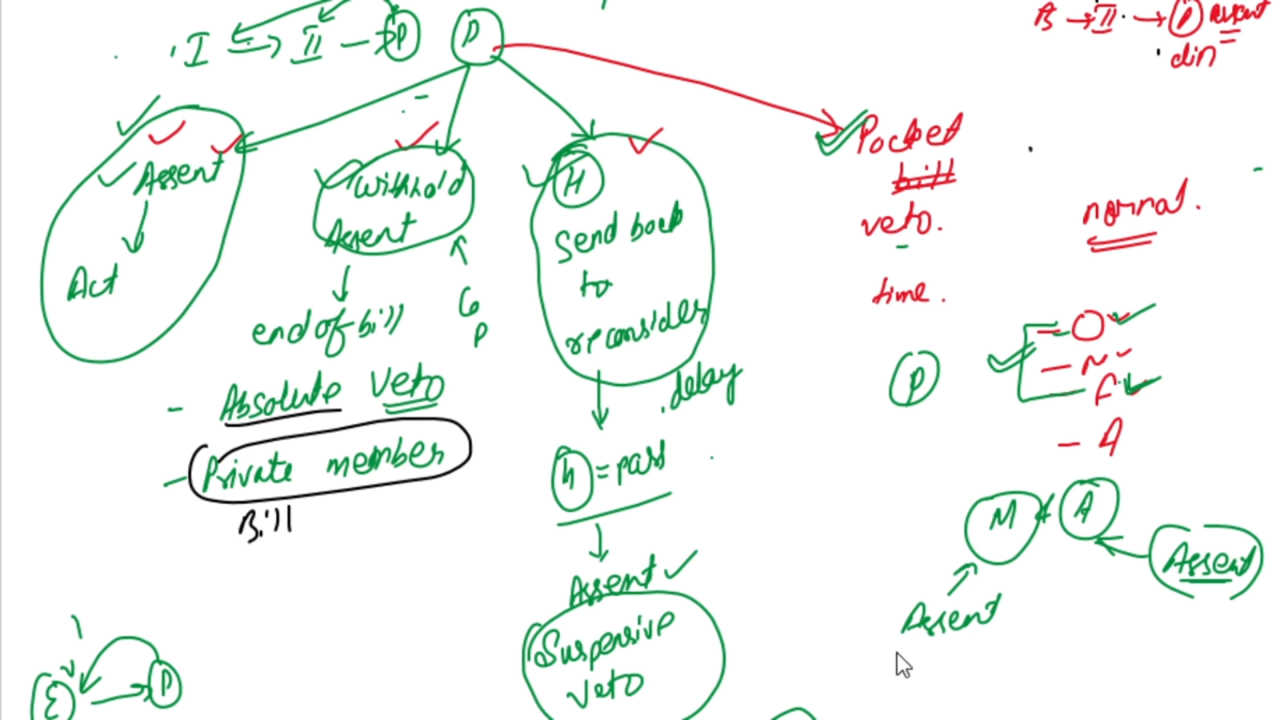 I ⇌ II → P
P
B → II → P assent
din
Assent
Act
Withhold
Assent
end of bill
G
P
- Absolute Veto
- Private member
Bill
H
Send back
to
reconsider
delay
h = pass
Assent
Suspensive
veto
Pocket
bill
veto.
time.
normal.
P
- O
- N
F
- A
M
A
Assent
Assent
E → P